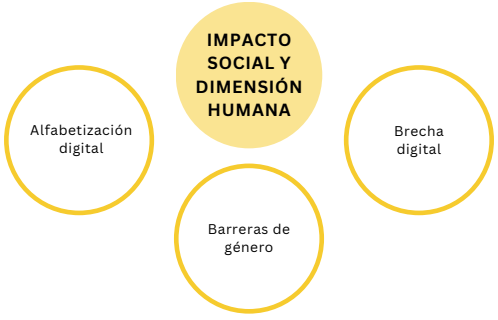 IMPACTO
SOCIAL Y
DIMENSIÓN
HUMANA
Alfabetización
digital
Barreras de
género
Brecha
digital